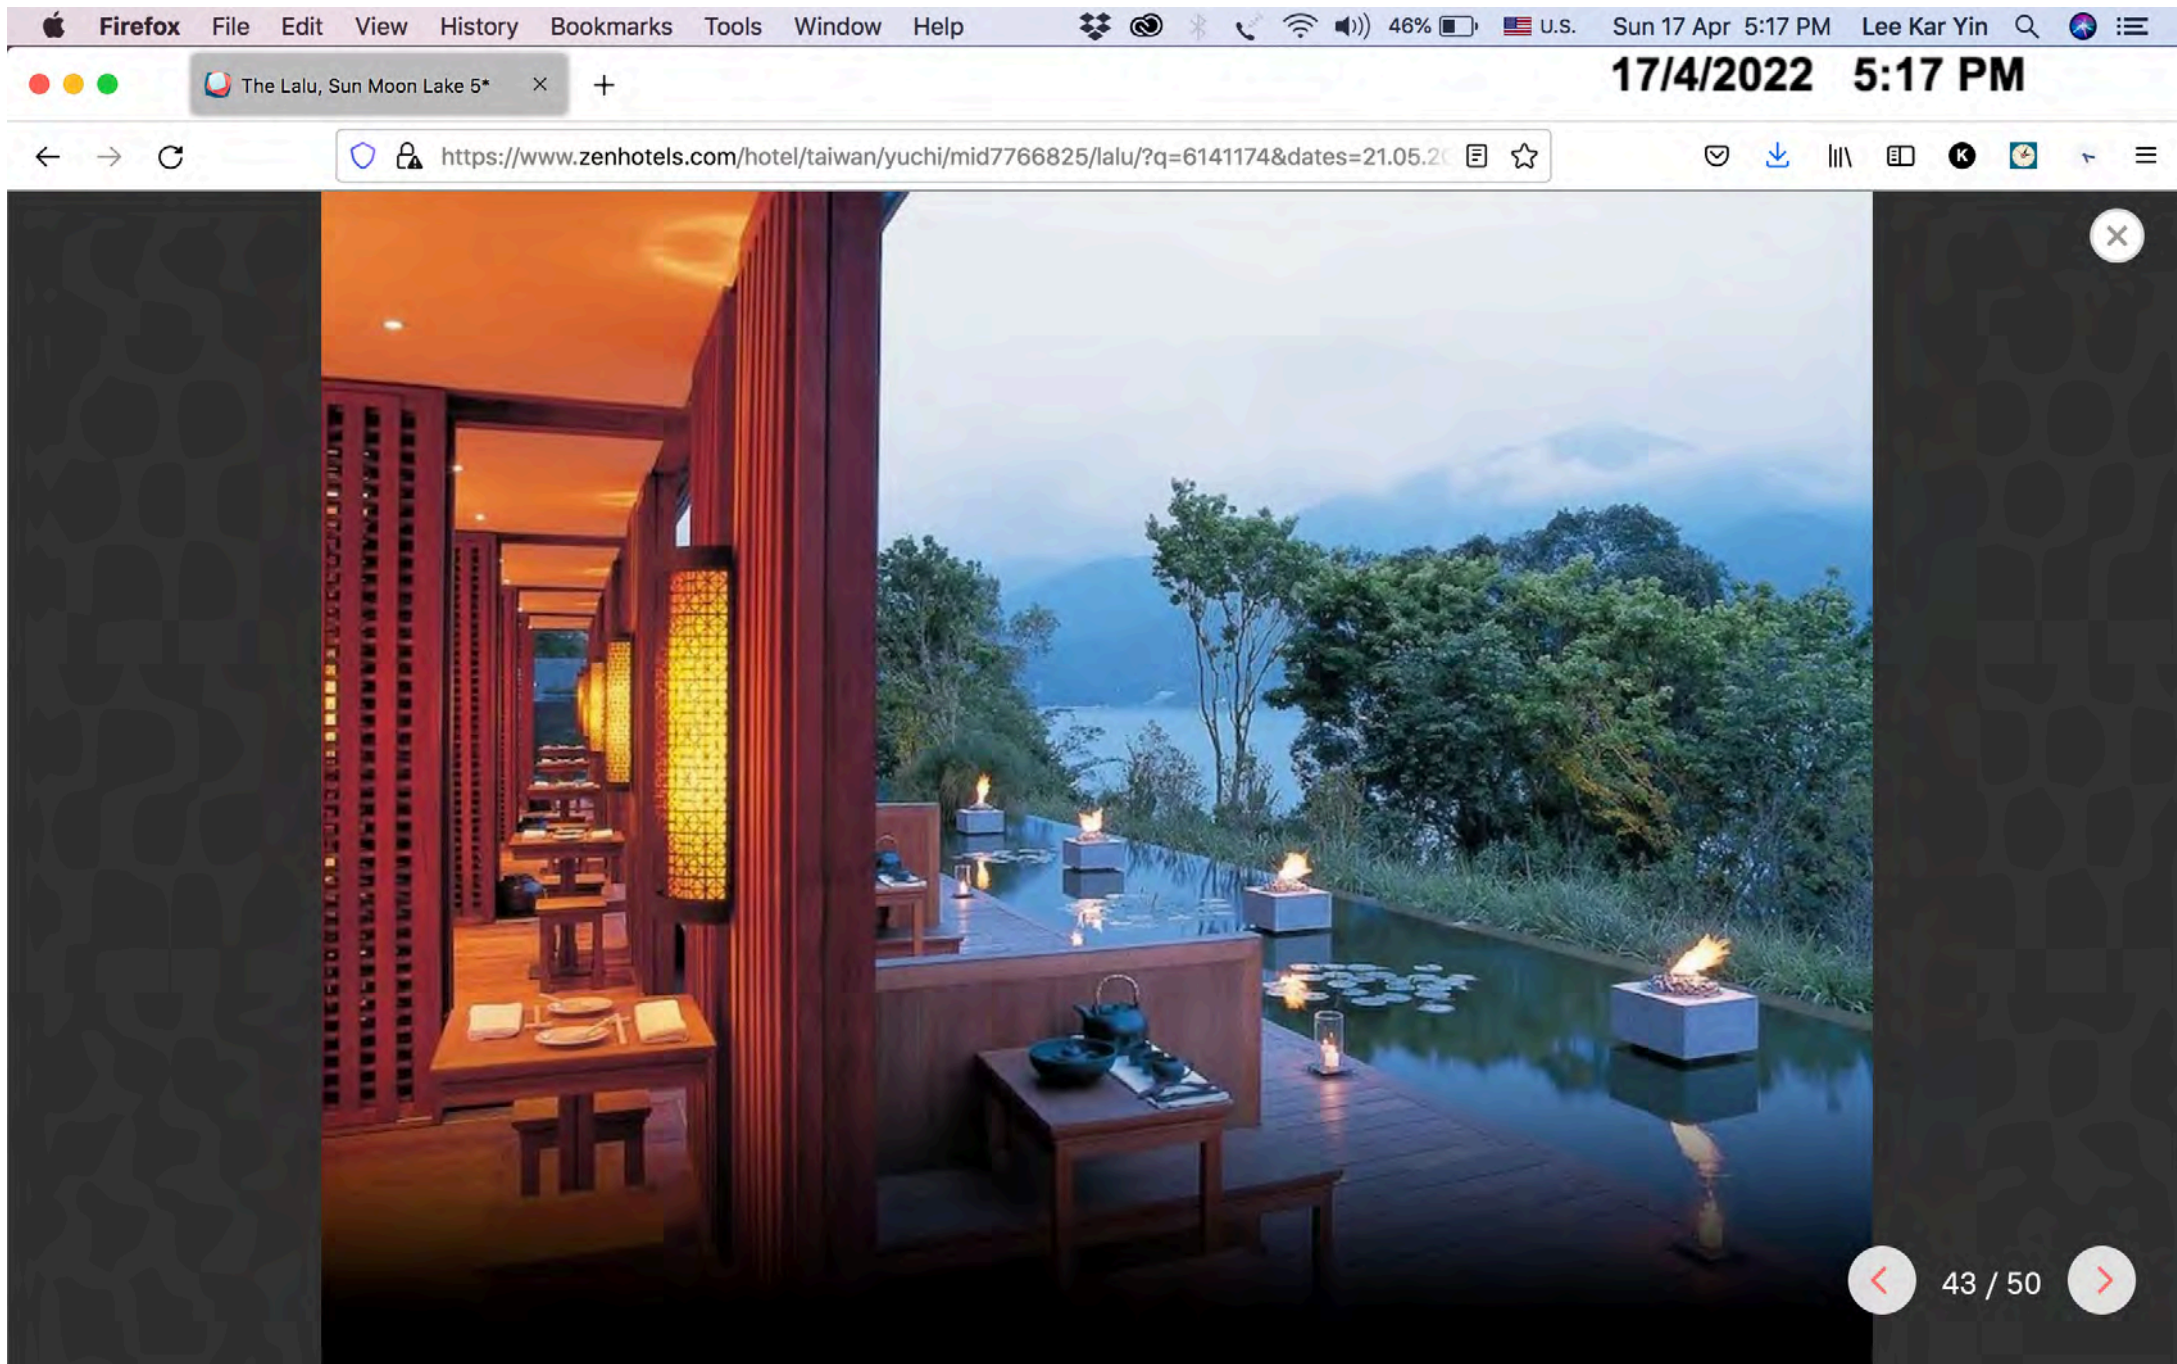 Firefox File Edit View History Bookmarks Tools Window Help 46% U.S. Sun 17 Apr 5:17 PM Lee Kar Yin
The Lalu, Sun Moon Lake 5*
17/4/2022 5:17 PM
https://www.zenhotels.com/hotel/taiwan/yuchi/mid7766825/lalu/?q=6141174&dates=21.05.20
K
43 / 50